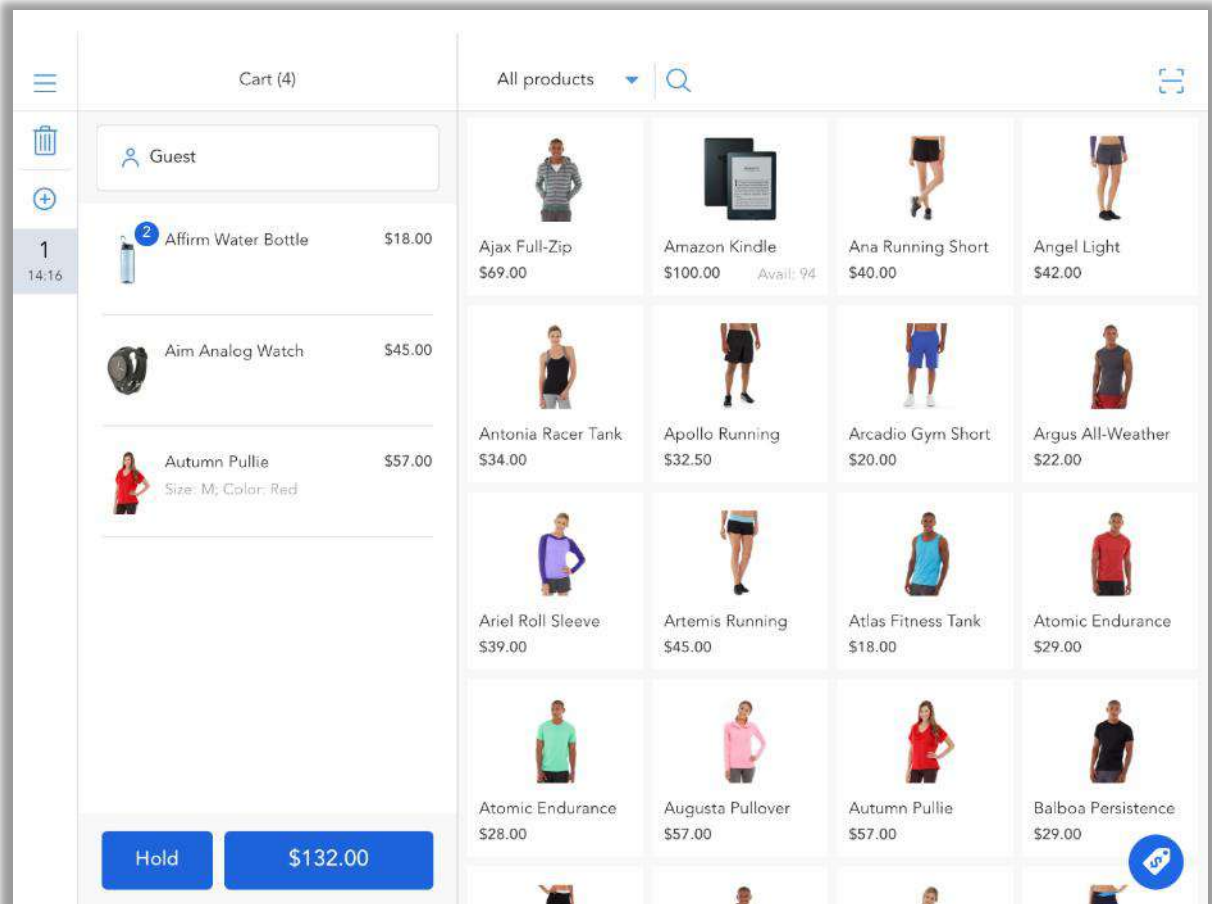 Cart (4)
All products
Guest
1
14:16
2
Affirm Water Bottle $18.00
Aim Analog Watch $45.00
Autumn Pullie $57.00
Size: M; Color: Red
Hold
$132.00
Ajax Full-Zip
$69.00
Amazon Kindle
$100.00 Avail: 94
Ana Running Short
$40.00
Angel Light
$42.00
Antonia Racer Tank
$34.00
Apollo Running
$32.50
Arcadio Gym Short
$20.00
Argus All-Weather
$22.00
Ariel Roll Sleeve
$39.00
Artemis Running
$45.00
Atlas Fitness Tank
$18.00
Atomic Endurance
$29.00
Atomic Endurance
$28.00
Augusta Pullover
$57.00
Autumn Pullie
$57.00
Balboa Persistence
$29.00